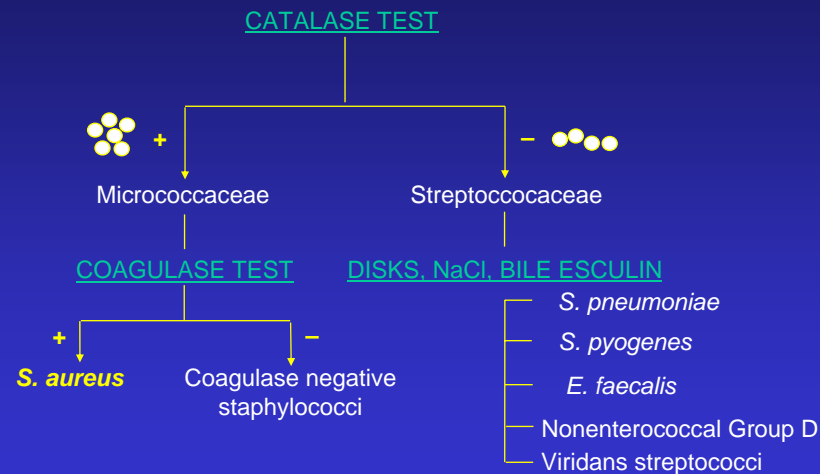 CATALASE TEST
+
–
Micrococcaceae
Streptoccocaceae
COAGULASE TEST
DISKS, NaCl, BILE ESCULIN
+
–
S. aureus
Coagulase negative
staphylococci
S. pneumoniae
S. pyogenes
E. faecalis
Nonenterococcal Group D
Viridans streptococci